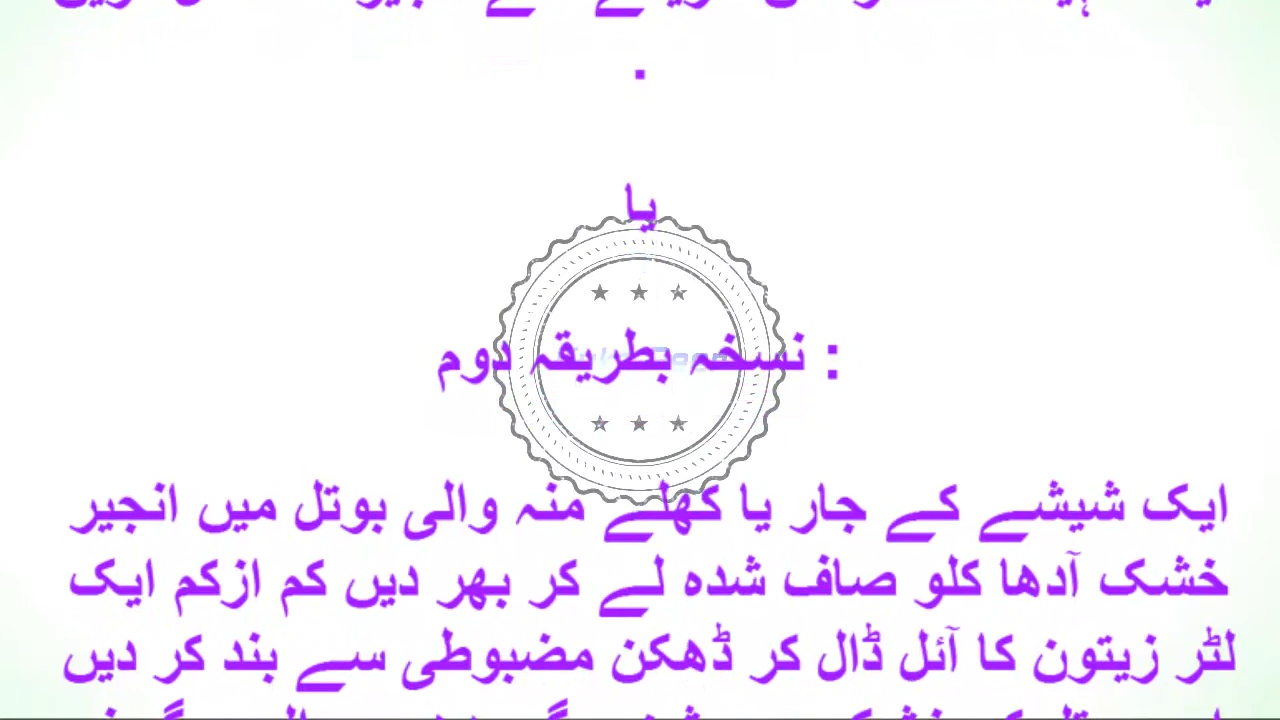 .
یا
نسخہ بطریقہ دوم :
ایک شیشے کے جار یا کھلے منہ والی بوتل میں انجیر
خشک آدھا کلو صاف شدہ لے کر بھر دیں کم ازکم ایک
لٹر زیتون کا آئل ڈال کر ڈھکن مضبوطی سے بند کر دیں